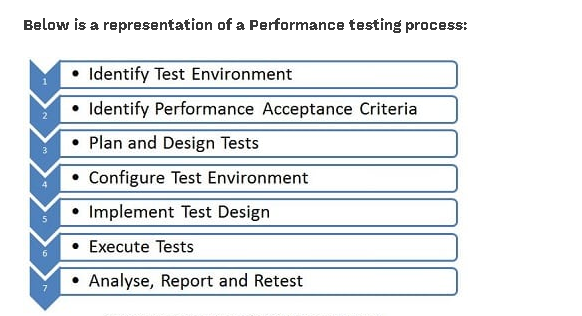 Below is a representation of a Performance testing process:
1 • Identify Test Environment
2 • Identify Performance Acceptance Criteria
3 • Plan and Design Tests
4 • Configure Test Environment
5 • Implement Test Design
6 • Execute Tests
7 • Analyse, Report and Retest